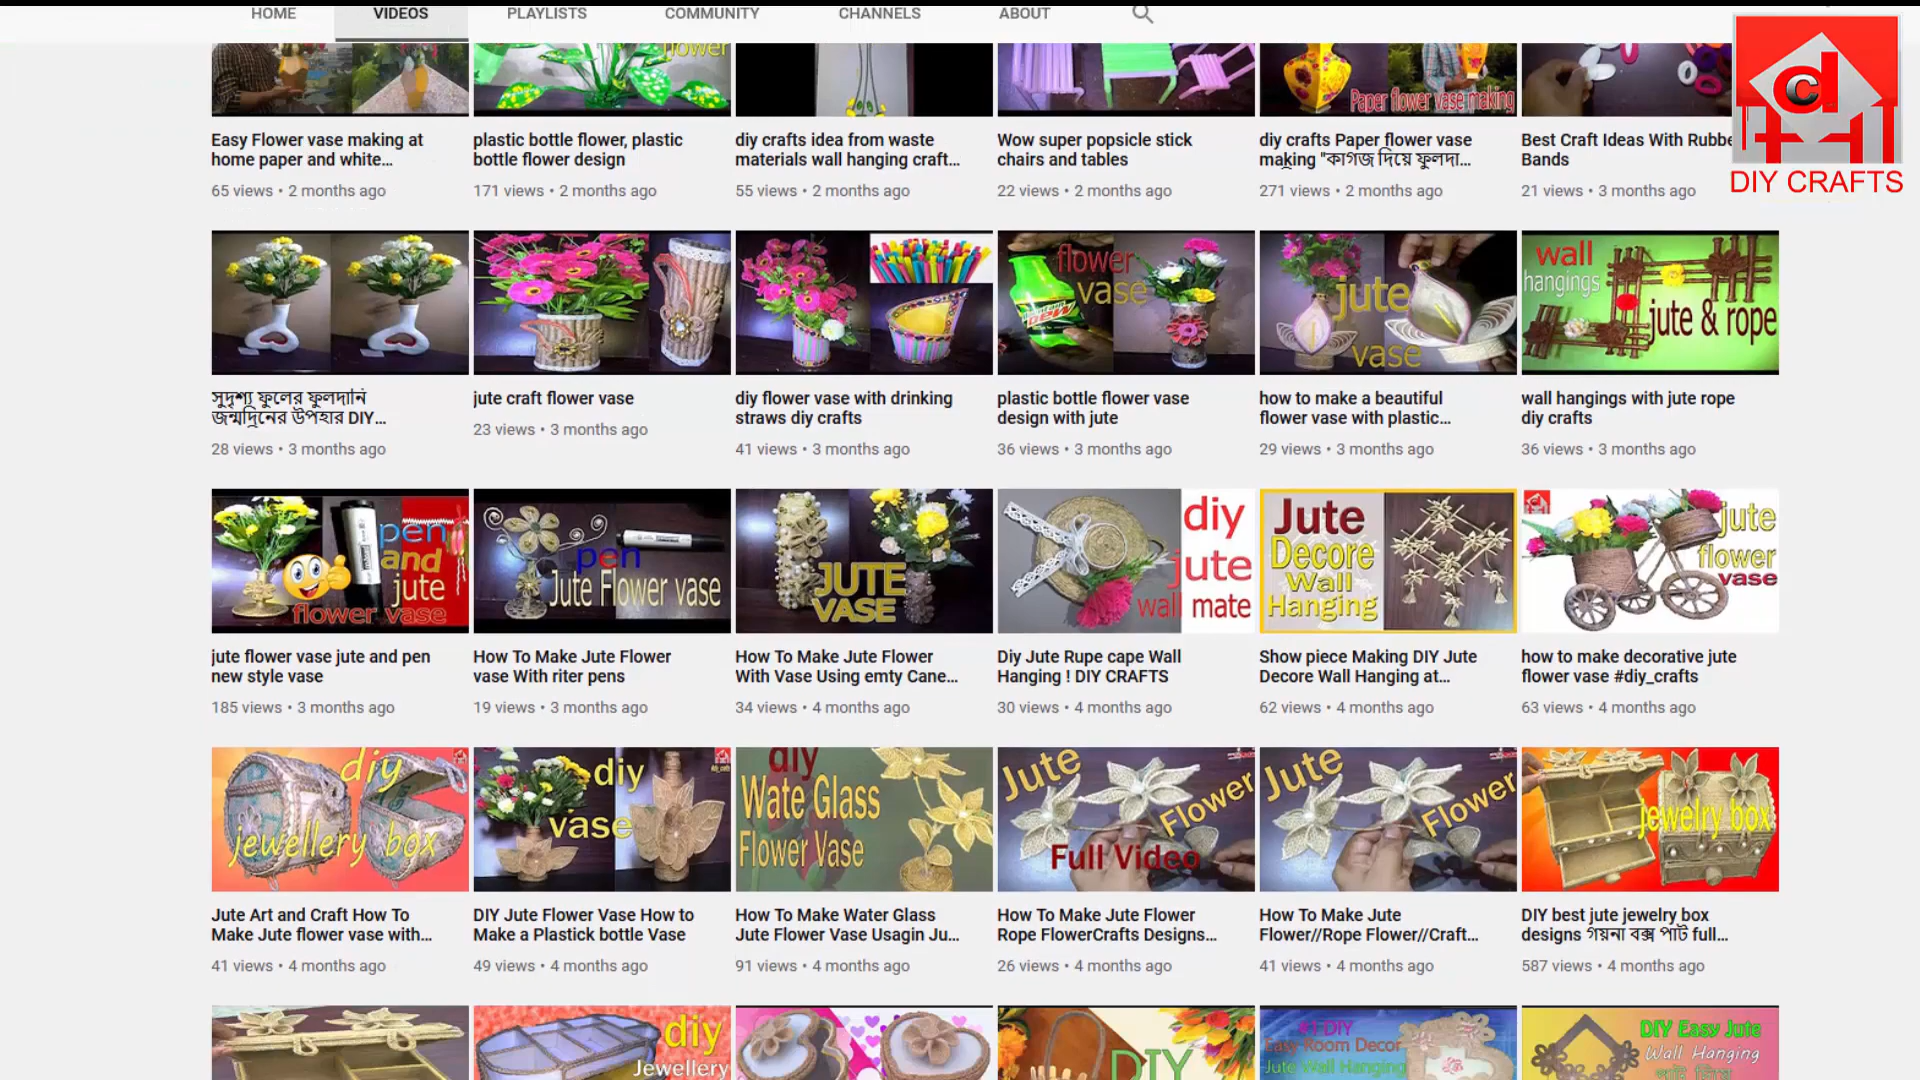 HOME VIDEOS PLAYLISTS COMMUNITY CHANNELS ABOUT
flower
Paper flower vase making
dc
DIY CRAFTS
Easy Flower vase making at
home paper and white...
65 views • 2 months ago
plastic bottle flower, plastic
bottle flower design
171 views • 2 months ago
diy crafts idea from waste
materials wall hanging craft...
55 views • 2 months ago
Wow super popsicle stick
chairs and tables
22 views • 2 months ago
diy crafts Paper flower vase
making "কাগজ দিয়ে ফুলদা...
271 views • 2 months ago
Best Craft Ideas With Rubbe
Bands
21 views • 3 months ago
flower
vase
DEW
jute
vase
wall
hangings
jute & rope
সুদৃশ্য ফুলের ফুলদানি
জন্মদিনের উপহার DIY...
28 views • 3 months ago
jute craft flower vase
23 views • 3 months ago
diy flower vase with drinking
straws diy crafts
41 views • 3 months ago
plastic bottle flower vase
design with jute
36 views • 3 months ago
how to make a beautiful
flower vase with plastic...
29 views • 3 months ago
wall hangings with jute rope
diy crafts
36 views • 3 months ago
pen
and
jute
flower vase
pen
Jute Flower vase
JUTE
VASE
diy
jute
wall mate
Jute
Decore
Wall
Hanging
jute
flower
vase
jute flower vase jute and pen
new style vase
185 views • 3 months ago
How To Make Jute Flower
vase With riter pens
19 views • 3 months ago
How To Make Jute Flower
With Vase Using emty Cane...
34 views • 4 months ago
Diy Jute Rupe cape Wall
Hanging ! DIY CRAFTS
30 views • 4 months ago
Show piece Making DIY Jute
Decore Wall Hanging at...
62 views • 4 months ago
how to make decorative jute
flower vase #diy_crafts
63 views • 4 months ago
diy
jewellery box
diy
vase
diy
Wate Glass
Flower Vase
Jute
Flower
Full Video
Jute
Flower
jewelry box
Jute Art and Craft How To
Make Jute flower vase with...
41 views • 4 months ago
DIY Jute Flower Vase How to
Make a Plastick bottle Vase
49 views • 4 months ago
How To Make Water Glass
Jute Flower Vase Usagin Ju...
91 views • 4 months ago
How To Make Jute Flower
Rope FlowerCrafts Designs...
26 views • 4 months ago
How To Make Jute
Flower//Rope Flower//Craft...
41 views • 4 months ago
DIY best jute jewelry box
designs গয়না বক্স পাট full...
587 views • 4 months ago
diy
Jewellery
DIY
#1 DIY
Easy Room Decor
Jute Wall Hanging
DIY Easy Jute
Wall Hanging